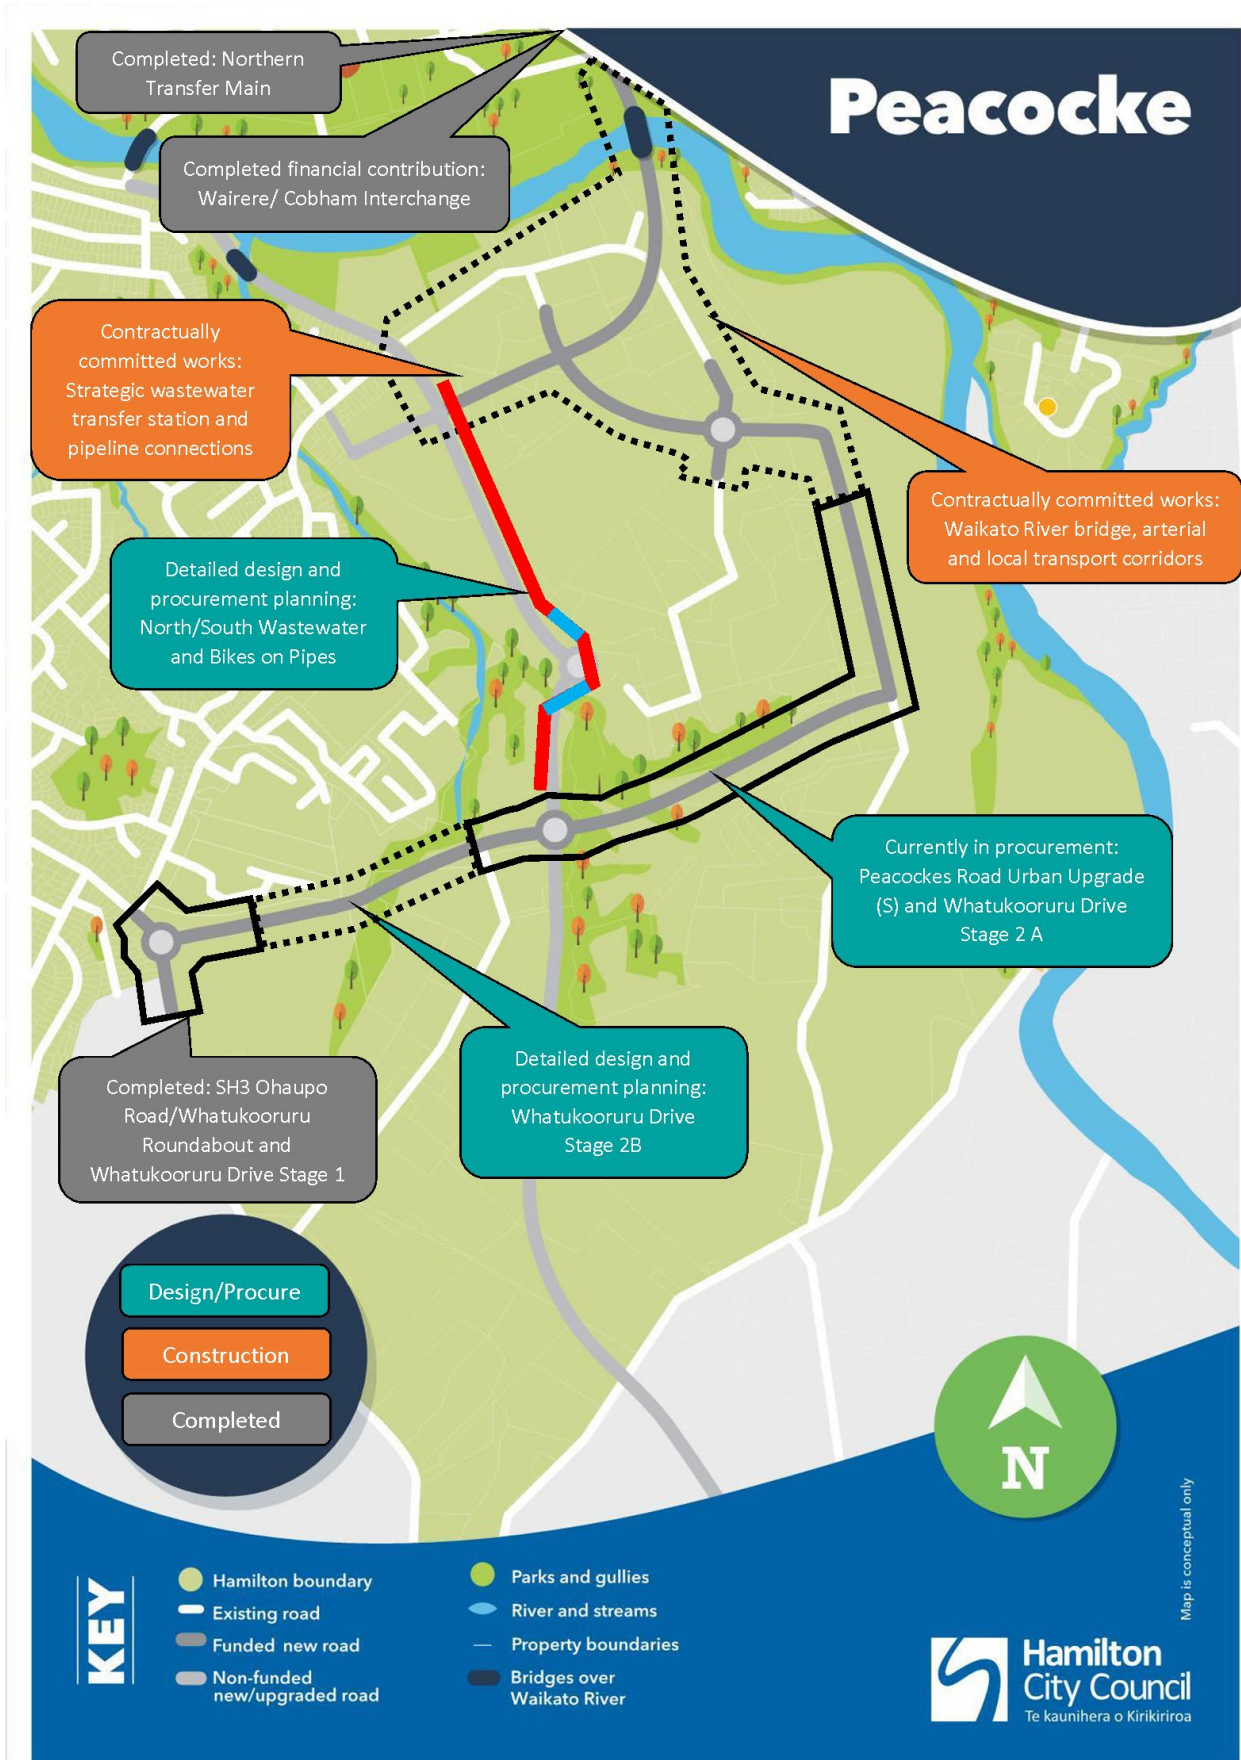 Peacocke
Completed: Northern
Transfer Main
Completed financial contribution:
Wairere/ Cobham Interchange
Contractually
committed works:
Strategic wastewater
transfer station and
pipeline connections
Contractually committed works:
Waikato River bridge, arterial
and local transport corridors
Detailed design and
procurement planning:
North/South Wastewater
and Bikes on Pipes
Currently in procurement:
Peacockes Road Urban Upgrade
(S) and Whatukooruru Drive
Stage 2 A
Detailed design and
procurement planning:
Whatukooruru Drive
Stage 2B
Completed: SH3 Ohaupo
Road/Whatukooruru
Roundabout and
Whatukooruru Drive Stage 1
Design/Procure
Construction
Completed
N
Map is conceptual only
KEY
Hamilton boundary
Existing road
Funded new road
Non-funded
new/upgraded road
Parks and gullies
River and streams
Property boundaries
Bridges over
Waikato River
Hamilton
City Council
Te kaunihera o Kirikiriroa